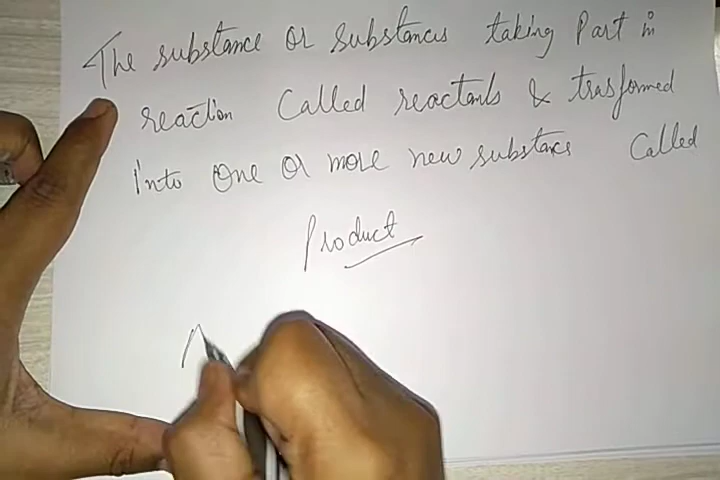 The substance or substances taking Part in
reaction Called reactants & trasformed
into One or more new substances Called
Product